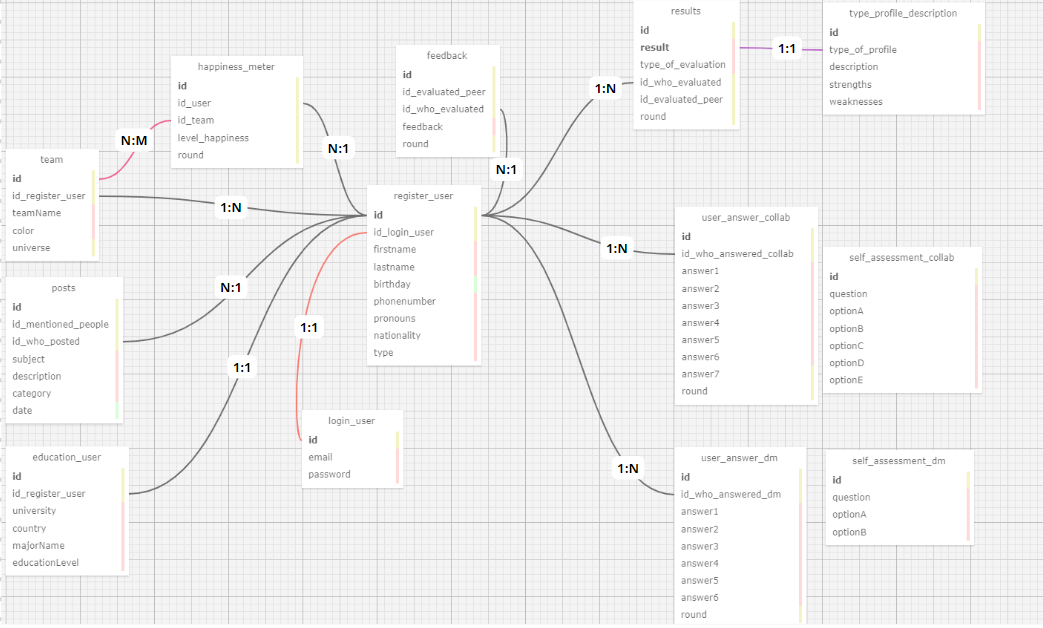 results
id
result
type_of_evaluation
id_who_evaluated
id_evaluated_peer
round
type_profile_description
id
type_of_profile
description
strengths
weaknesses
1:1
feedback
id
id_evaluated_peer
id_who_evaluated
feedback
round
happiness_meter
id
id_user
id_team
level_happiness
round
1:N
N:M
N:1
N:1
team
id
id_register_user
teamName
color
universe
1:N
register_user
id
id_login_user
firstname
lastname
birthday
phonenumber
pronouns
nationality
type
user_answer_collab
id
id_who_answered_collab
answer1
answer2
answer3
answer4
answer5
answer6
answer7
round
1:N
self_assessment_collab
id
question
optionA
optionB
optionC
optionD
optionE
posts
id
id_mentioned_people
id_who_posted
subject
description
category
date
N:1
1:1
1:1
login_user
id
email
password
education_user
id
id_register_user
university
country
majorName
educationLevel
1:N
user_answer_dm
id
id_who_answered_dm
answer1
answer2
answer3
answer4
answer5
answer6
round
self_assessment_dm
id
question
optionA
optionB